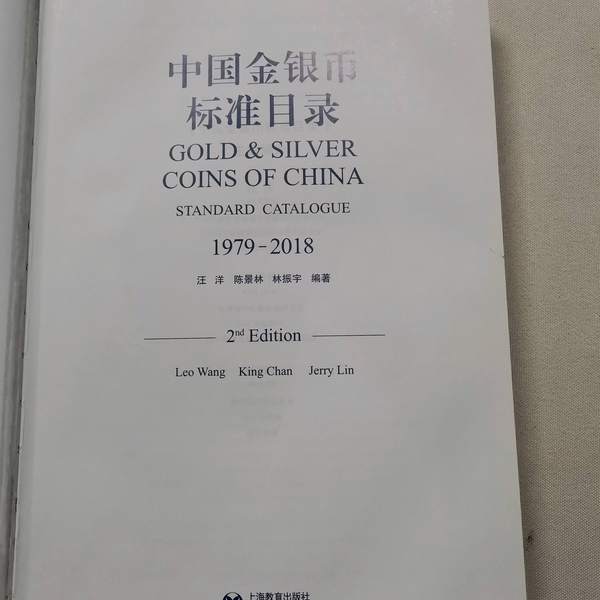 中国金银币
标准目录
GOLD & SILVER
COINS OF CHINA
STANDARD CATALOGUE
1979-2018
汪 洋 陈景林 林振宇 编著
2nd Edition
Leo Wang King Chan Jerry Lin
上海教育出版社